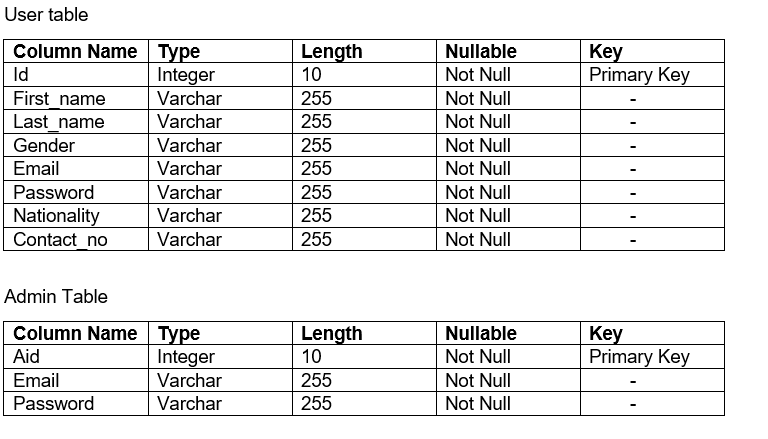 User table
Column Name Type Length Nullable Key
Id Integer 10 Not Null Primary Key
First_name Varchar 255 Not Null -
Last_name Varchar 255 Not Null -
Gender Varchar 255 Not Null -
Email Varchar 255 Not Null -
Password Varchar 255 Not Null -
Nationality Varchar 255 Not Null -
Contact_no Varchar 255 Not Null -
Admin Table
Column Name Type Length Nullable Key
Aid Integer 10 Not Null Primary Key
Email Varchar 255 Not Null -
Password Varchar 255 Not Null -